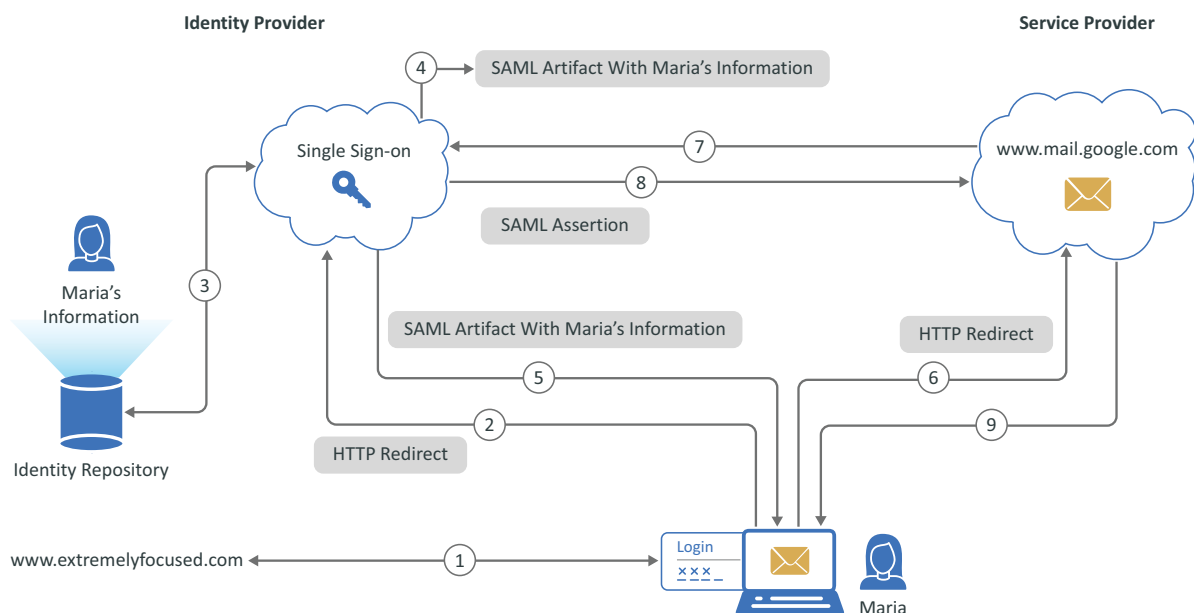 Identity Provider
Service Provider
4
SAML Artifact With Maria's Information
Single Sign-on
7
www.mail.google.com
8
SAML Assertion
3
Maria's
Information
SAML Artifact With Maria's Information
HTTP Redirect
5
6
2
9
HTTP Redirect
Identity Repository
Login
www.extremelyfocused.com
1
×××
Maria